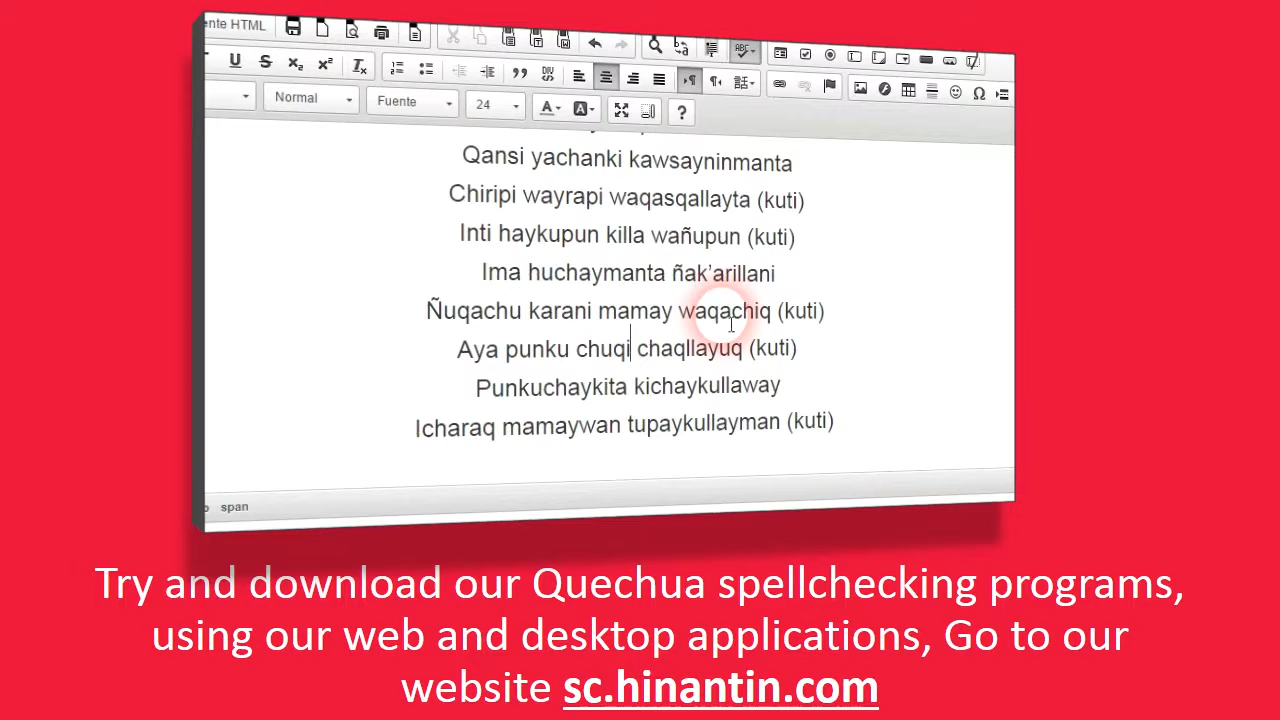 ente HTML
Normal Fuente 24
Qansi yachanki kawsayninmanta
Chiripi wayrapi waqasqallayta (kuti)
Inti haykupun killa wañupun (kuti)
Ima huchaymanta ñak’arillani
Ñuqachu karani mamay waqachiq (kuti)
Aya punku chuqi chaqllayuq (kuti)
Punkuchaykita kichaykullaway
Icharaq mamaywan tupaykullayman (kuti)
span
Try and download our Quechua spellchecking programs,
using our web and desktop applications, Go to our
website sc.hinantin.com